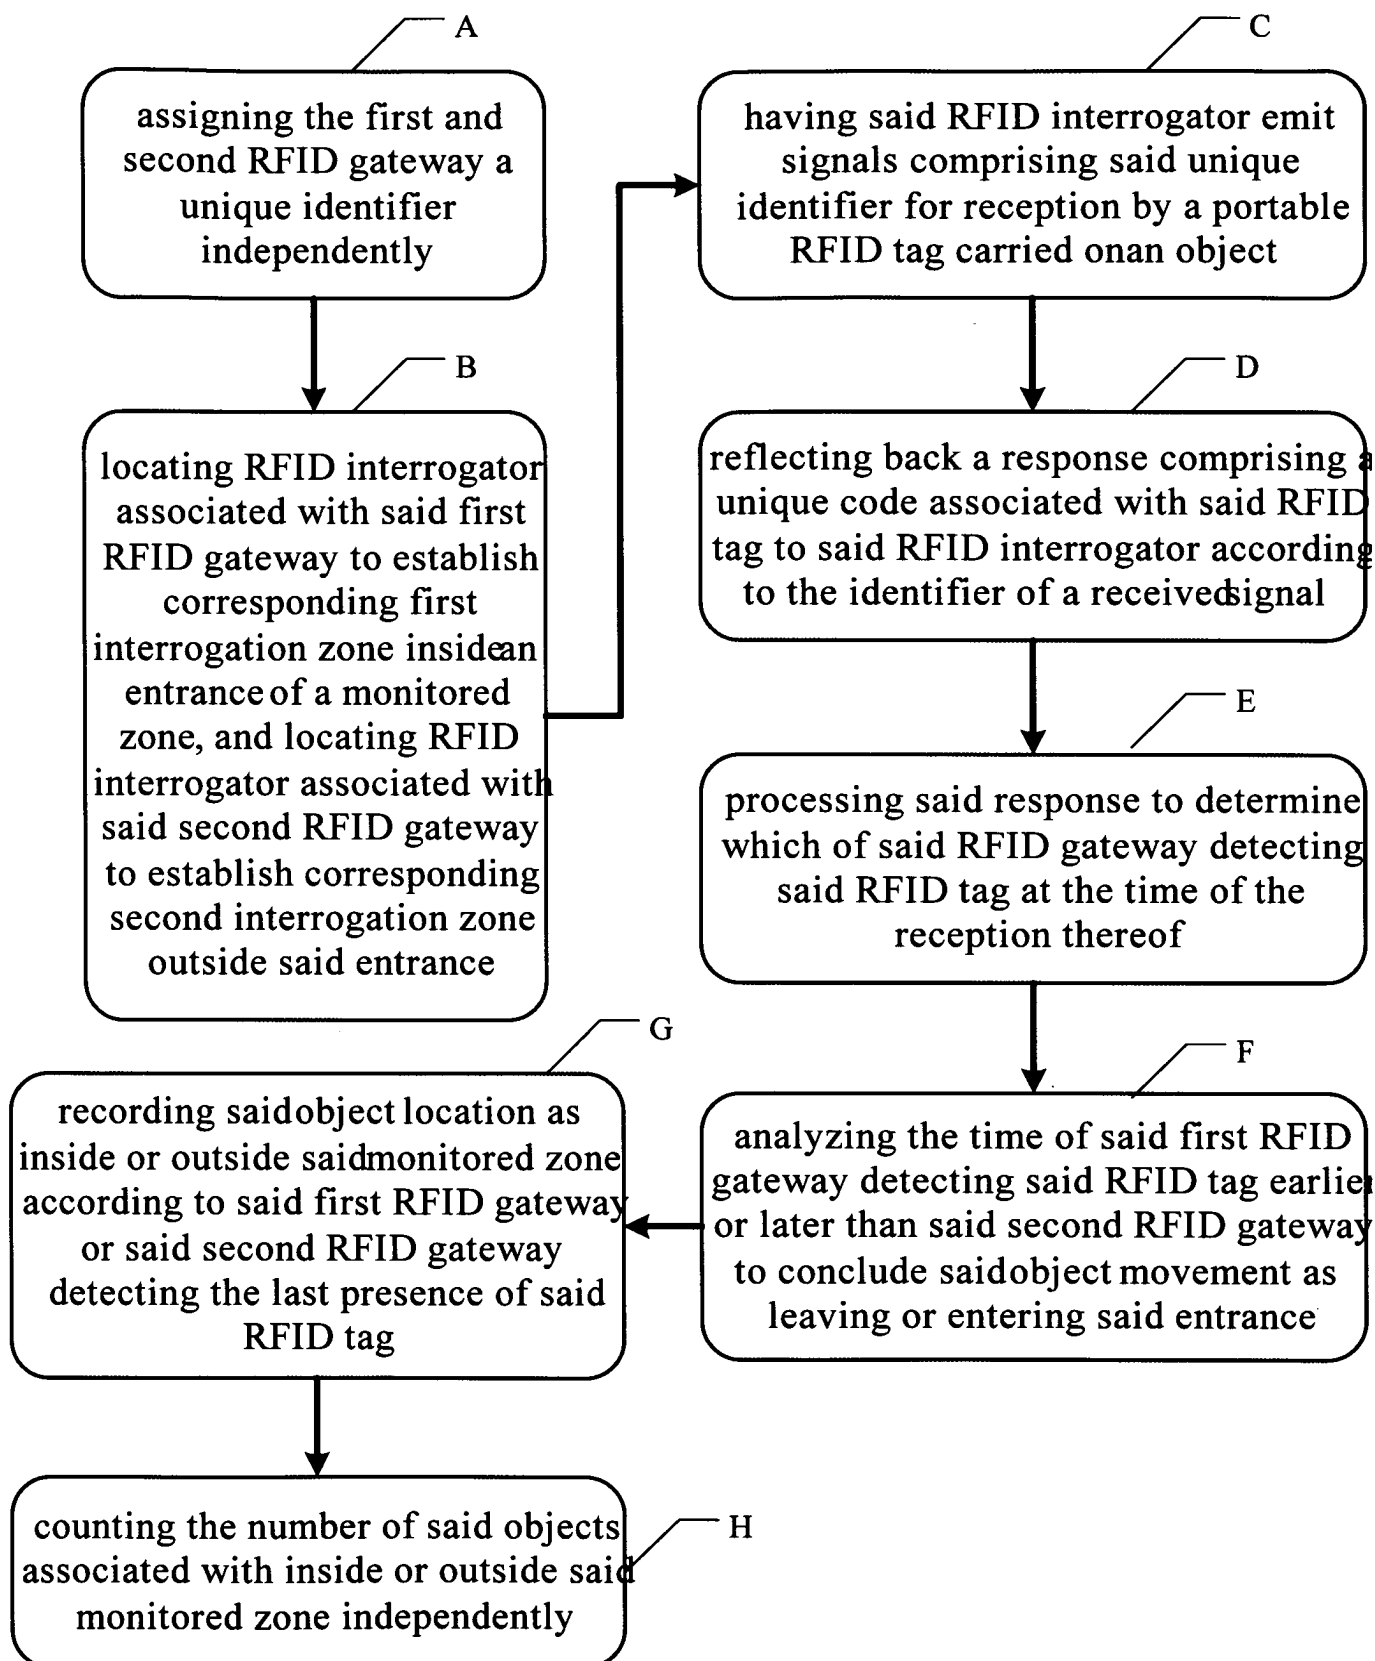 A
assigning the first and
second RFID gateway a
unique identifier
independently
B
locating RFID interrogator
associated with said first
RFID gateway to establish
corresponding first
interrogation zone insidean
entrance of a monitored
zone, and locating RFID
interrogator associated with
said second RFID gateway
to establish corresponding
second interrogation zone
outside said entrance
C
having said RFID interrogator emit
signals comprising said unique
identifier for reception by a portable
RFID tag carried onan object
D
reflecting back a response comprising a
unique code associated with said RFID
tag to said RFID interrogator according
to the identifier of a receivedsignal
E
processing said response to determine
which of said RFID gateway detecting
said RFID tag at the time of the
reception thereof
F
analyzing the time of said first RFID
gateway detecting said RFID tag earlier
or later than said second RFID gateway
to conclude saidobject movement as
leaving or entering said entrance
G
recording saidobject location as
inside or outside saidmonitored zone
according to said first RFID gateway
or said second RFID gateway
detecting the last presence of said
RFID tag
H
counting the number of said objects
associated with inside or outside said
monitored zone independently